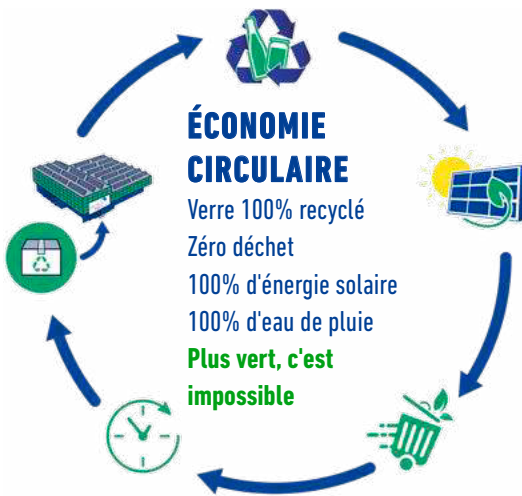 ÉCONOMIE
CIRCULAIRE
Verre 100% recyclé
Zéro déchet
100% d'énergie solaire
100% d'eau de pluie
Plus vert, c'est
impossible